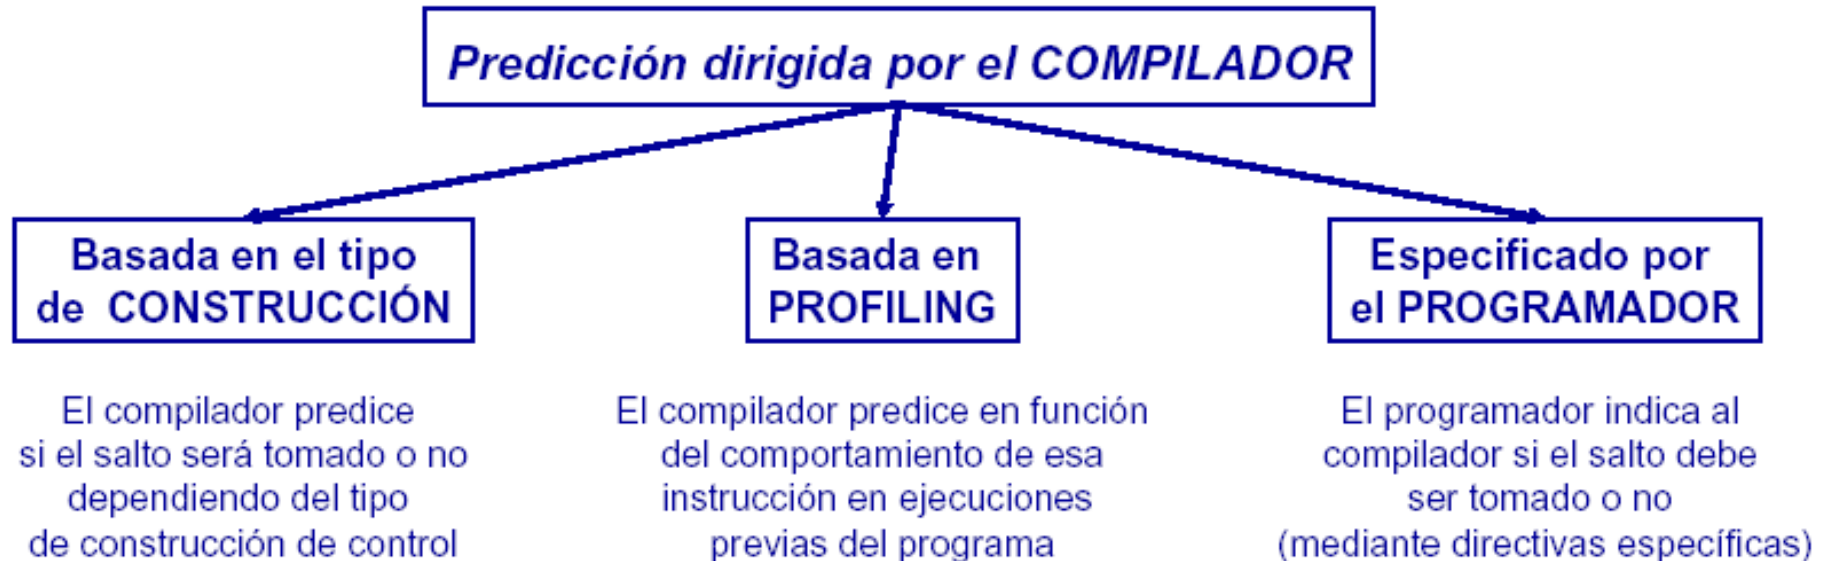 Predicción dirigida por el COMPILADOR
Basada en el tipo
de CONSTRUCCIÓN
El compilador predice
si el salto será tomado o no
dependiendo del tipo
de construcción de control
Basada en
PROFILING
El compilador predice en función
del comportamiento de esa
instrucción en ejecuciones
previas del programa
Especificado por
el PROGRAMADOR
El programador indica al
compilador si el salto debe
ser tomado o no
(mediante directivas específicas)